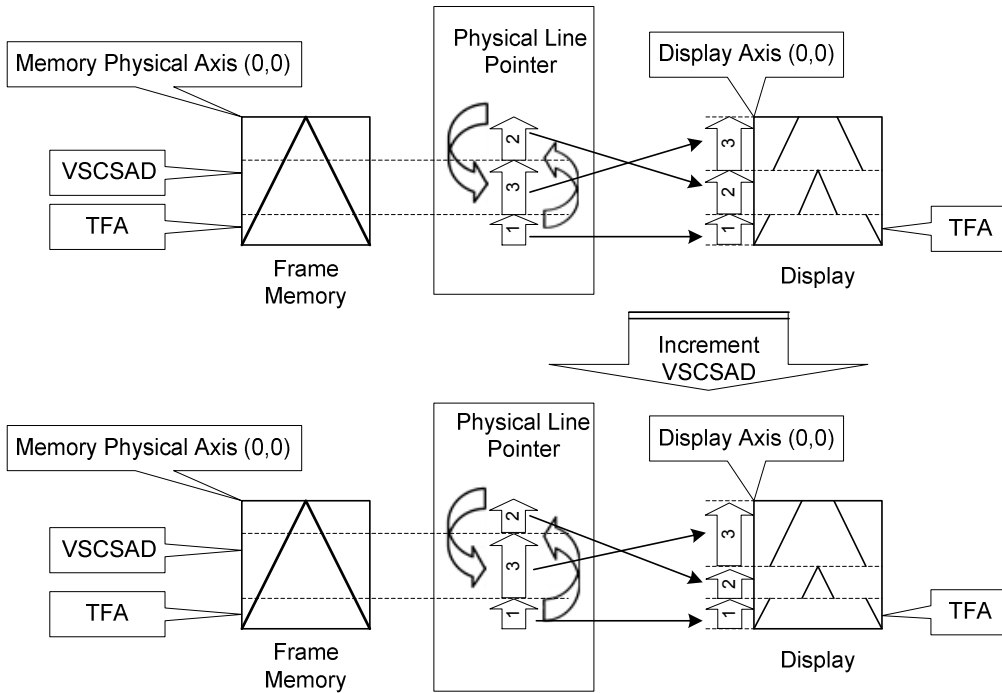 Physical Line
Pointer
Memory Physical Axis (0,0)
Display Axis (0,0)
VSCSAD
TFA
2
3
1
3
2
1
TFA
Frame
Memory
Display
Increment
VSCSAD
Physical Line
Pointer
Memory Physical Axis (0,0)
Display Axis (0,0)
VSCSAD
TFA
2
3
1
3
2
1
TFA
Frame
Memory
Display